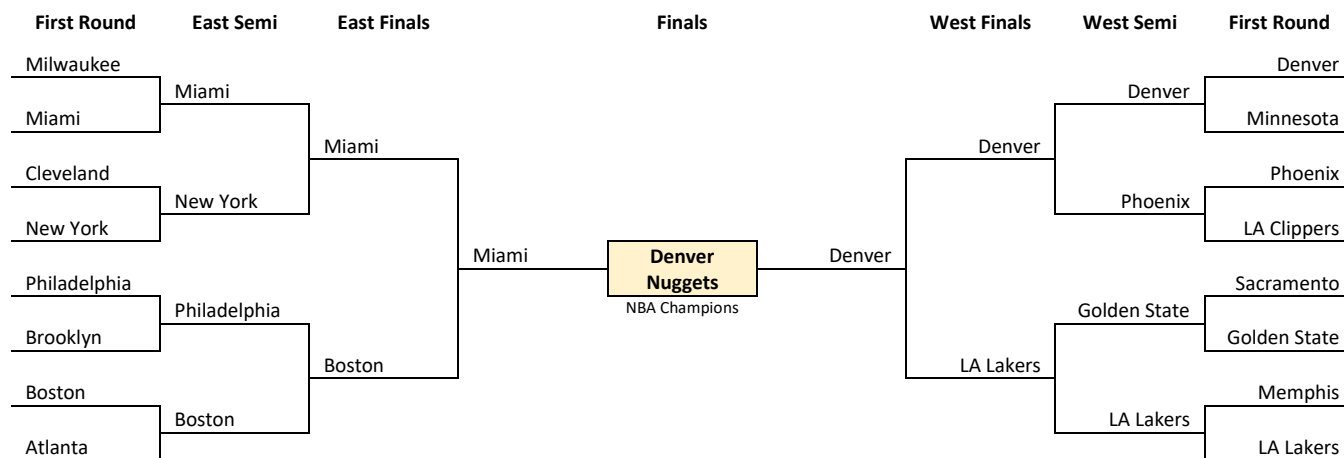 First Round East Semi East Finals Finals West Finals West Semi First Round
Milwaukee Denver
Miami Denver
Miami Minnesota
Miami Denver
Cleveland Phoenix
New York Phoenix
New York LA Clippers
Miami Denver Nuggets Denver
NBA Champions
Philadelphia Sacramento
Philadelphia Golden State
Brooklyn Golden State
Boston LA Lakers
Boston Memphis
Boston LA Lakers
Atlanta LA Lakers